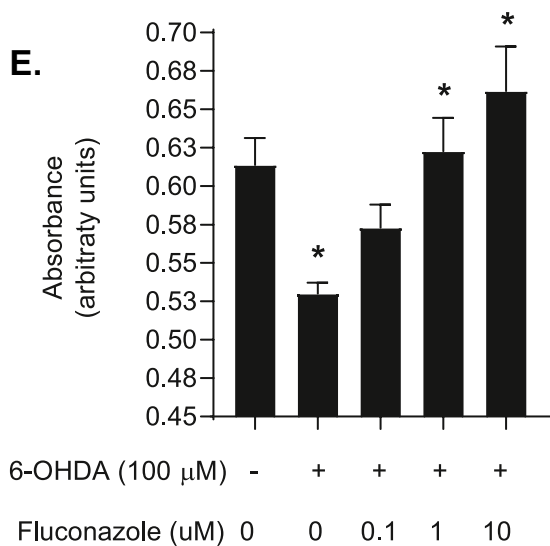 E.
Absorbance
(arbitraty units)
0.70
0.68
0.65
0.63
0.60
0.58
0.55
0.53
0.50
0.48
0.45
*
*
*
6-OHDA (100 μM) - + + + +
Fluconazole (uM) 0 0 0.1 1 10